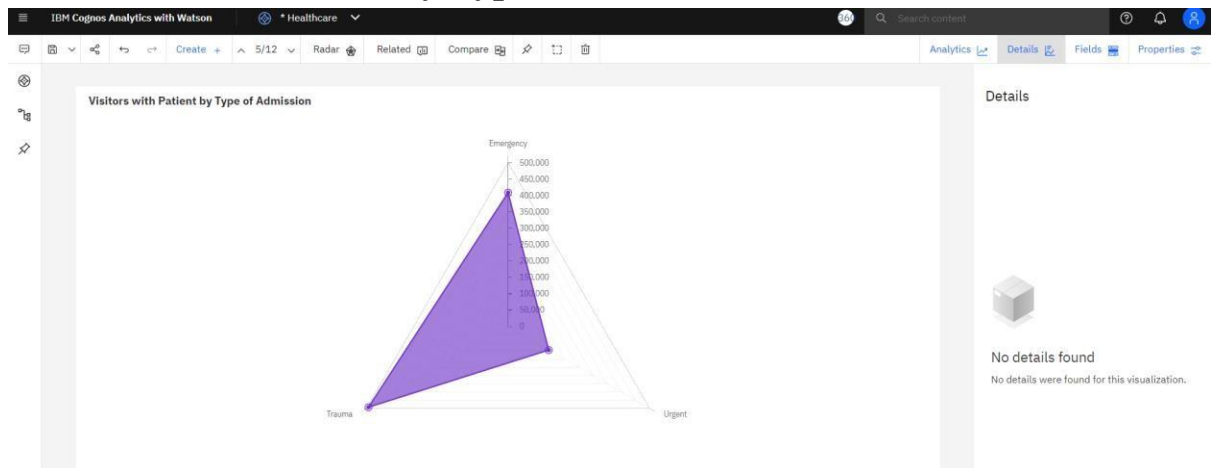 IBM Cognos Analytics with Watson * Healthcare 360 Search content
Create + 5/12 Radar Related Compare Analytics Details Fields Properties
Visitors with Patient by Type of Admission
Details
Emergency
500,000
450,000
400,000
350,000
300,000
250,000
200,000
150,000
100,000
50,000
0
No details found
No details were found for this visualization.
Trauma Urgent